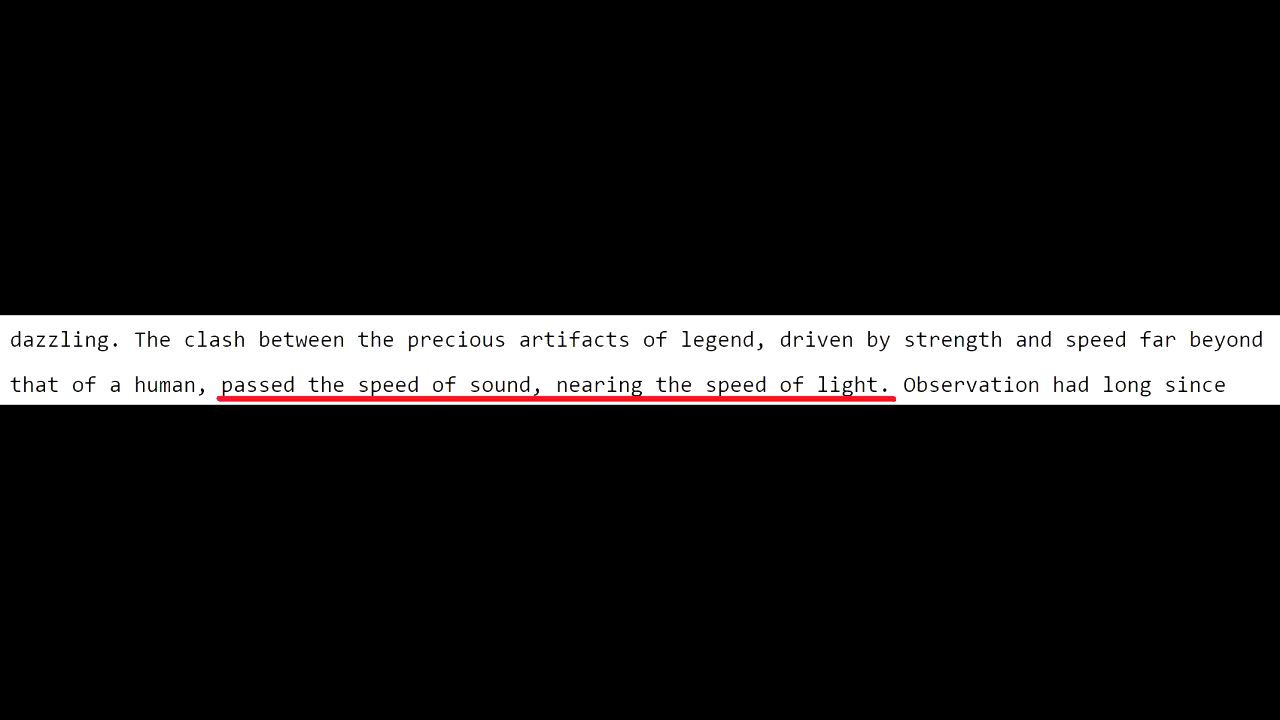 dazzling. The clash between the precious artifacts of legend, driven by strength and speed far beyond
that of a human, passed the speed of sound, nearing the speed of light. Observation had long since